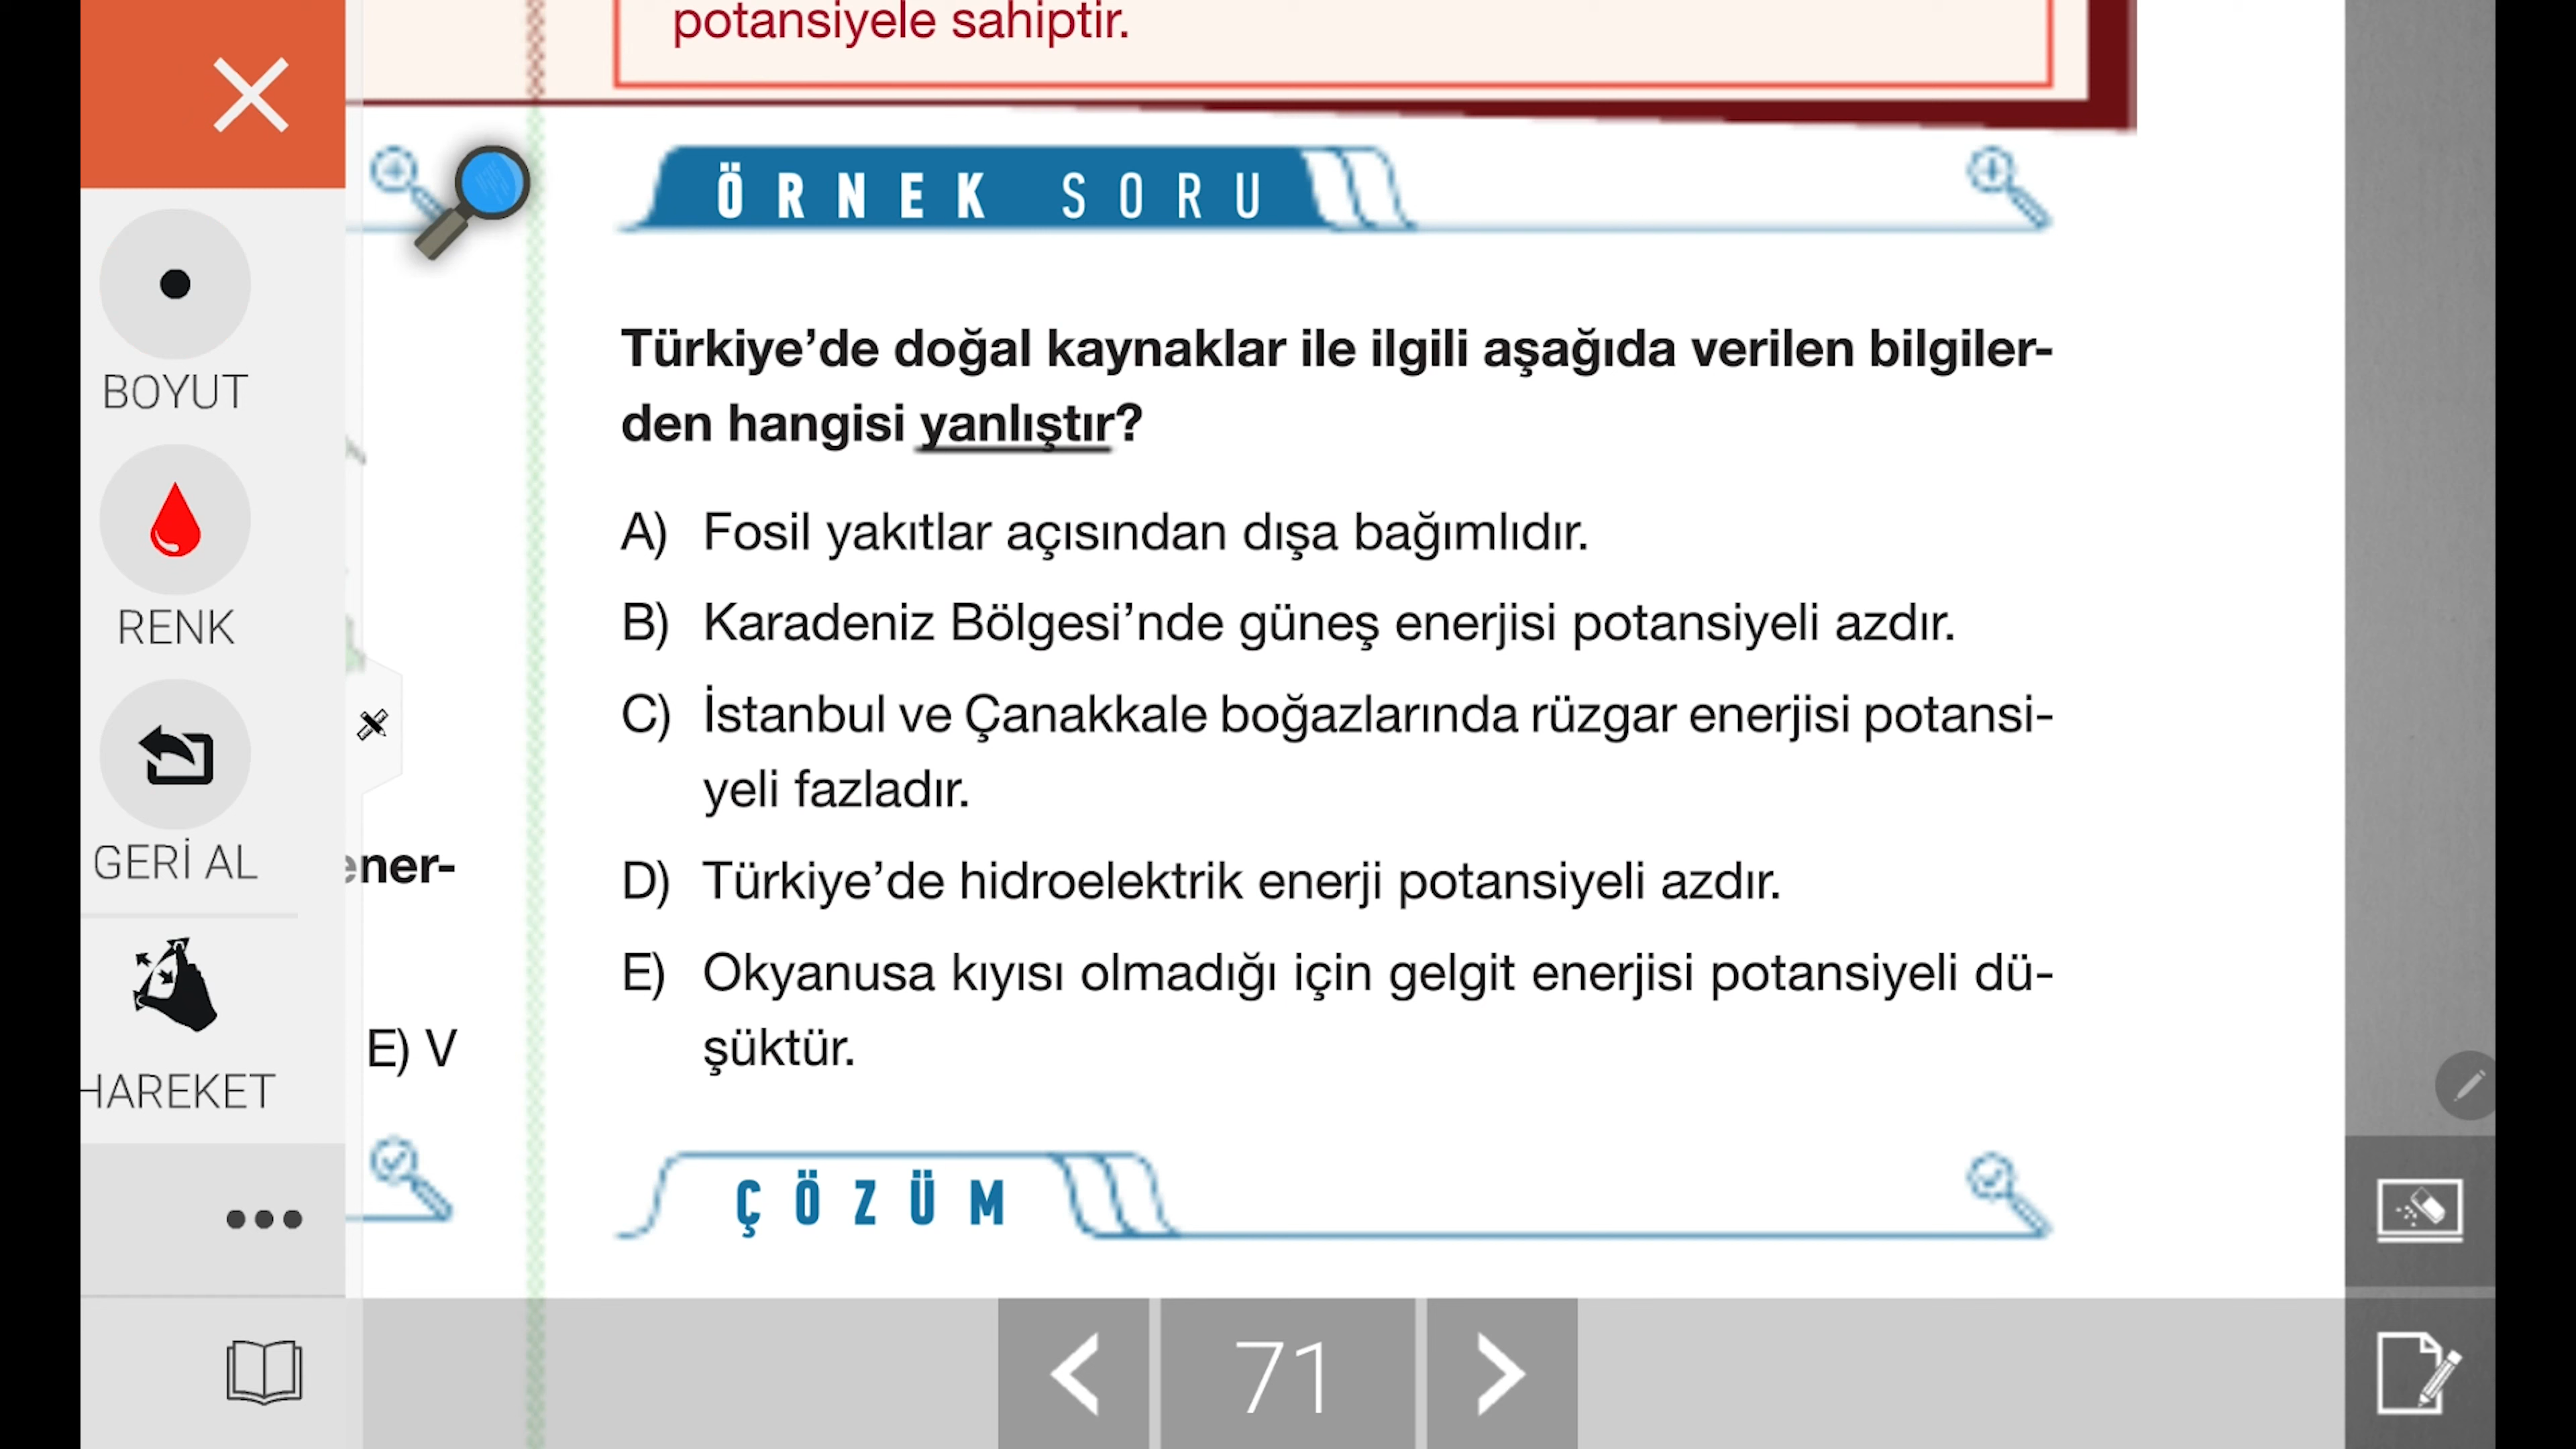 potansiyele sahiptir.
ÖRNEK SORU
Türkiye’de doğal kaynaklar ile ilgili aşağıda verilen bilgiler-
den hangisi yanlıştır?
A) Fosil yakıtlar açısından dışa bağımlıdır.
B) Karadeniz Bölgesi’nde güneş enerjisi potansiyeli azdır.
C) İstanbul ve Çanakkale boğazlarında rüzgar enerjisi potansi-
yeli fazladır.
D) Türkiye’de hidroelektrik enerji potansiyeli azdır.
E) Okyanusa kıyısı olmadığı için gelgit enerjisi potansiyeli dü-
şüktür.
ÇÖZÜM
BOYUT
RENK
GERİ AL
HAREKET
ener-
E) V
71